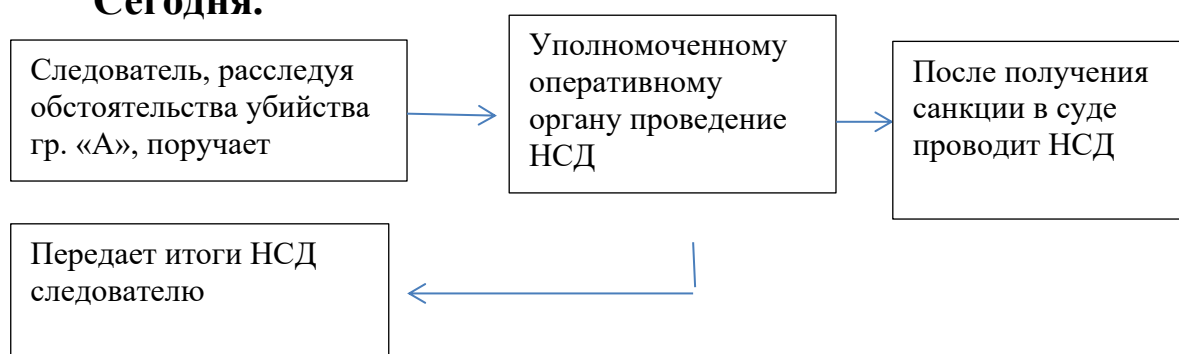 Сегодня.
Следователь, расследуя
обстоятельства убийства
гр. «А», поручает
Уполномоченному
оперативному
органу проведение
НСД
После получения
санкции в суде
проводит НСД
Передает итоги НСД
следователю